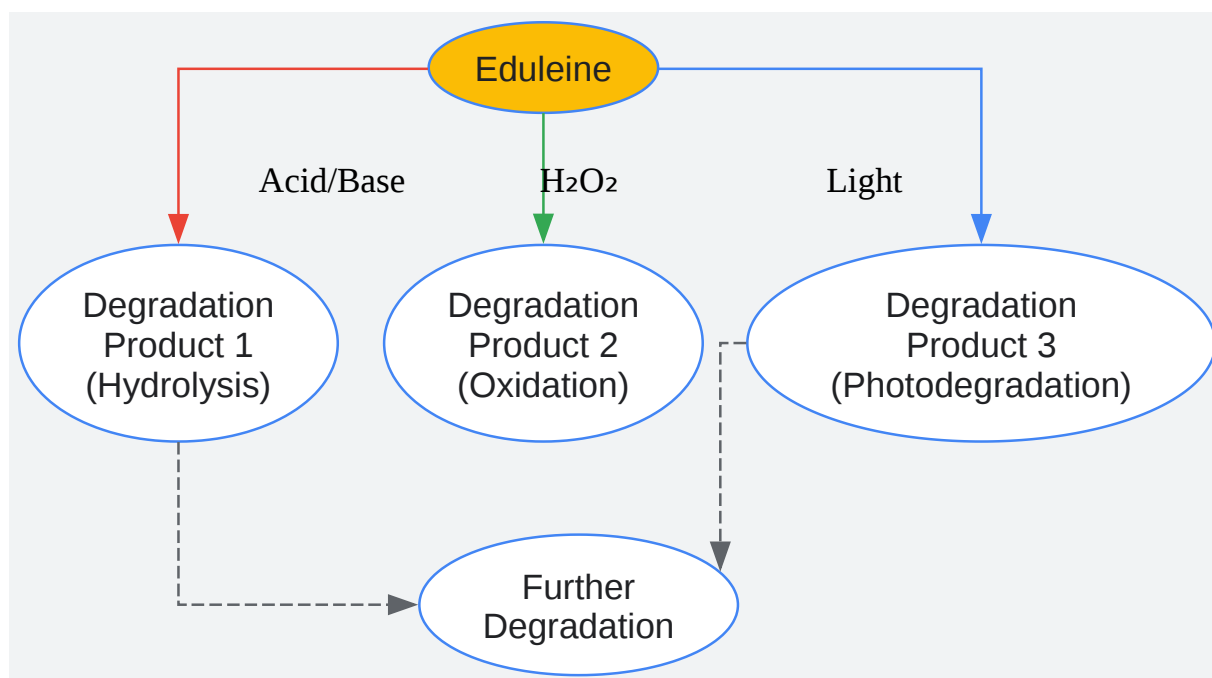 Eduleine
Acid/Base
H₂O₂
Light
Degradation
Product 1
(Hydrolysis)
Degradation
Product 2
(Oxidation)
Degradation
Product 3
(Photodegradation)
Further
Degradation